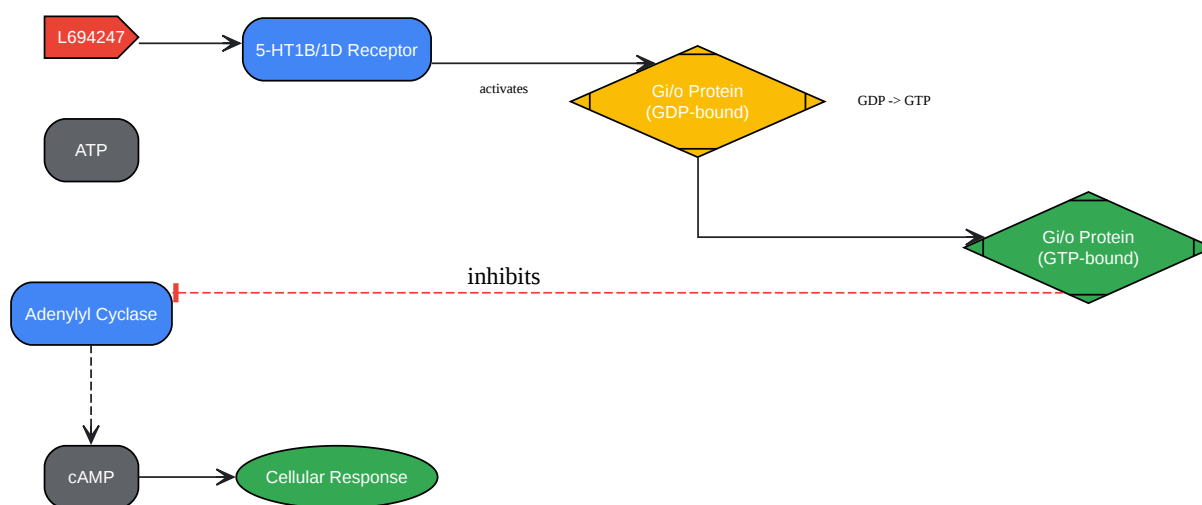 L694247
5-HT1B/1D Receptor
activates
Gi/o Protein
(GDP-bound)
GDP -> GTP
ATP
Gi/o Protein
(GTP-bound)
inhibits
Adenylyl Cyclase
cAMP
Cellular Response